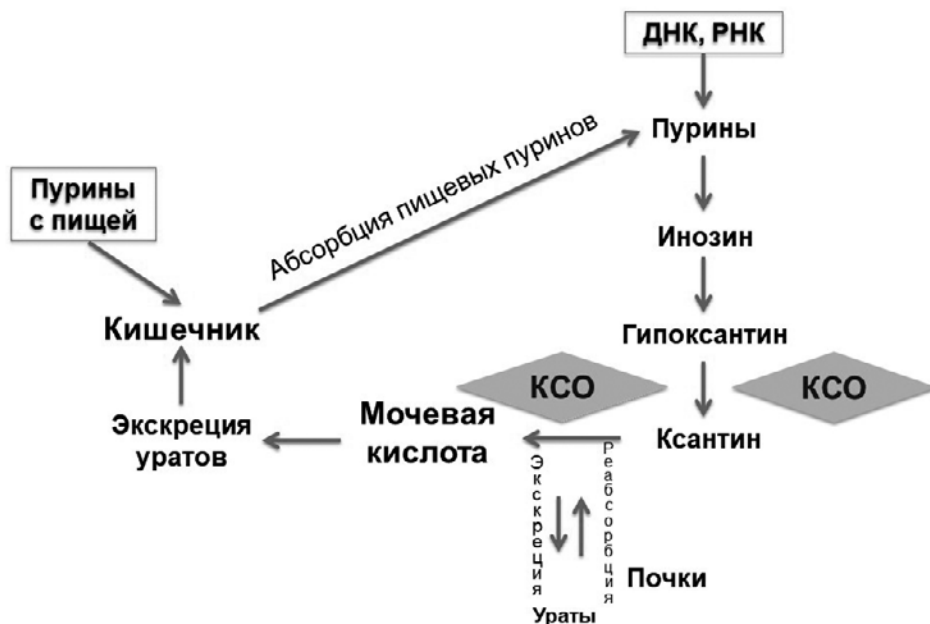 ДНК, РНК
Пурины
Абсорбция пищевых пуринов
Пурины
с пищей
Инозин
Кишечник
Гипоксантин
КСО
КСО
Экскреция
уратов
Мочевая
кислота
Ксантин
Экскреция
Реабсорбция
Почки
Ураты